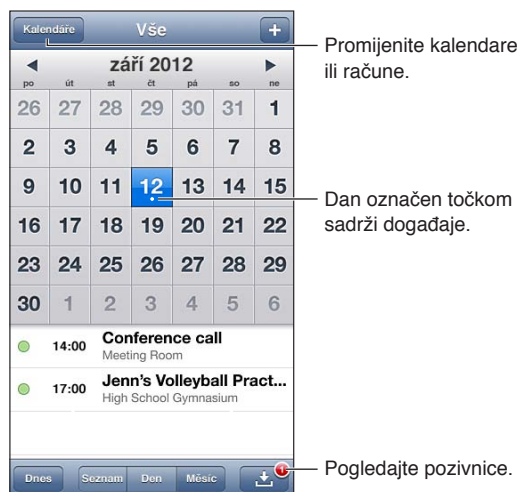 Kalendáře Vše +
září 2012
po út st čt pá so ne
26 27 28 29 30 31 1
2 3 4 5 6 7 8
9 10 11 12 13 14 15
16 17 18 19 20 21 22
23 24 25 26 27 28 29
30 1 2 3 4 5 6
14:00 Conference call
Meeting Room
17:00 Jenn's Volleyball Pract...
High School Gymnasium
Dnes Seznam Den Měsíc 1
Promijenite kalendare
ili račune.
Dan označen točkom
sadrži događaje.
Pogledajte pozivnice.